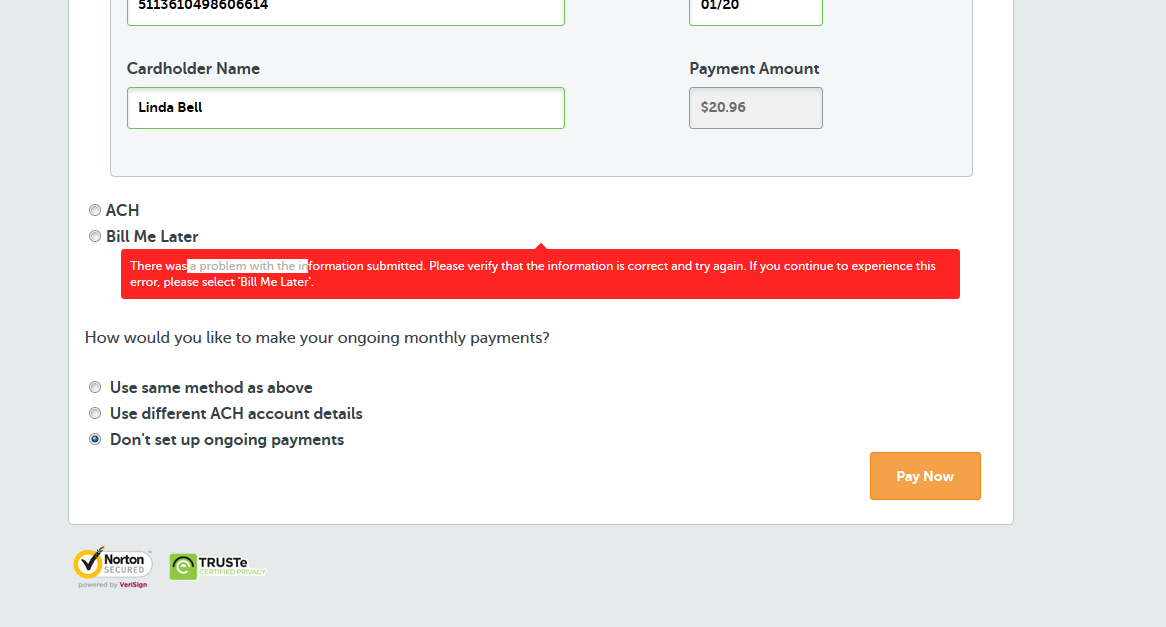 5113610498606614 01/20
Cardholder Name Payment Amount
Linda Bell $20.96
ACH
Bill Me Later
There was a problem with the information submitted. Please verify that the information is correct and try again. If you continue to experience this
error, please select 'Bill Me Later'.
How would you like to make your ongoing monthly payments?
Use same method as above
Use different ACH account details
Don't set up ongoing payments
Pay Now
Norton
SECURED
powered by VeriSign
TRUSTe
CERTIFIED PRIVACY